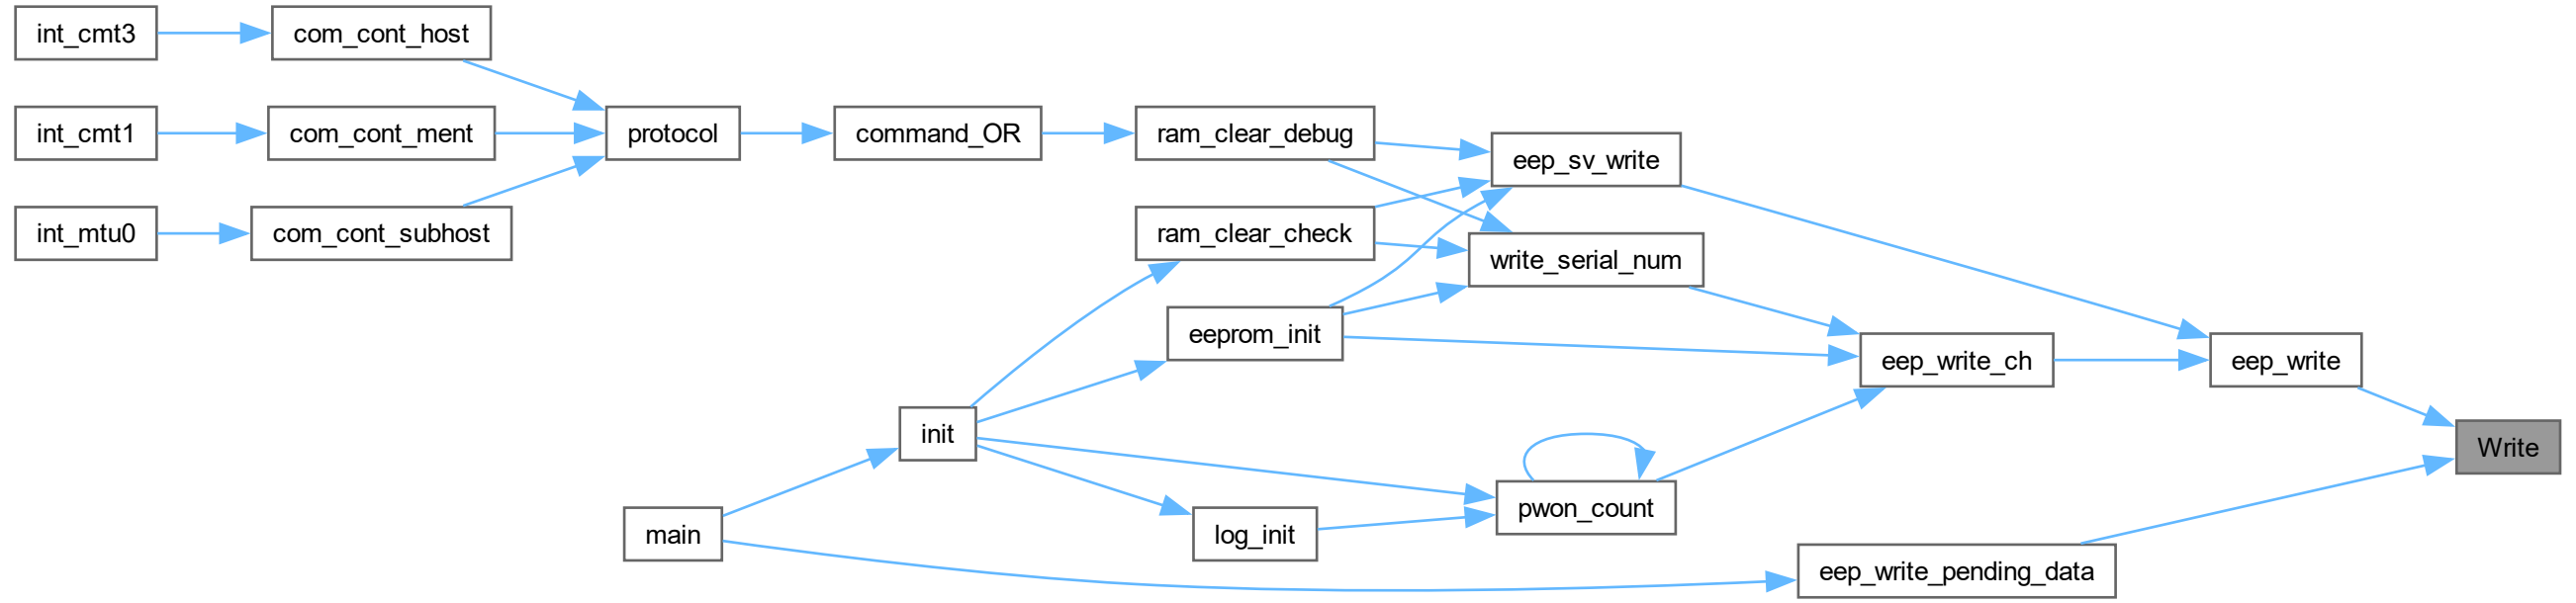 int_cmt3
com_cont_host
int_cmt1
com_cont_ment
protocol
command_OR
ram_clear_debug
eep_sv_write
int_mtu0
com_cont_subhost
ram_clear_check
write_serial_num
eeprom_init
eep_write_ch
eep_write
init
Write
main
log_init
pwon_count
eep_write_pending_data